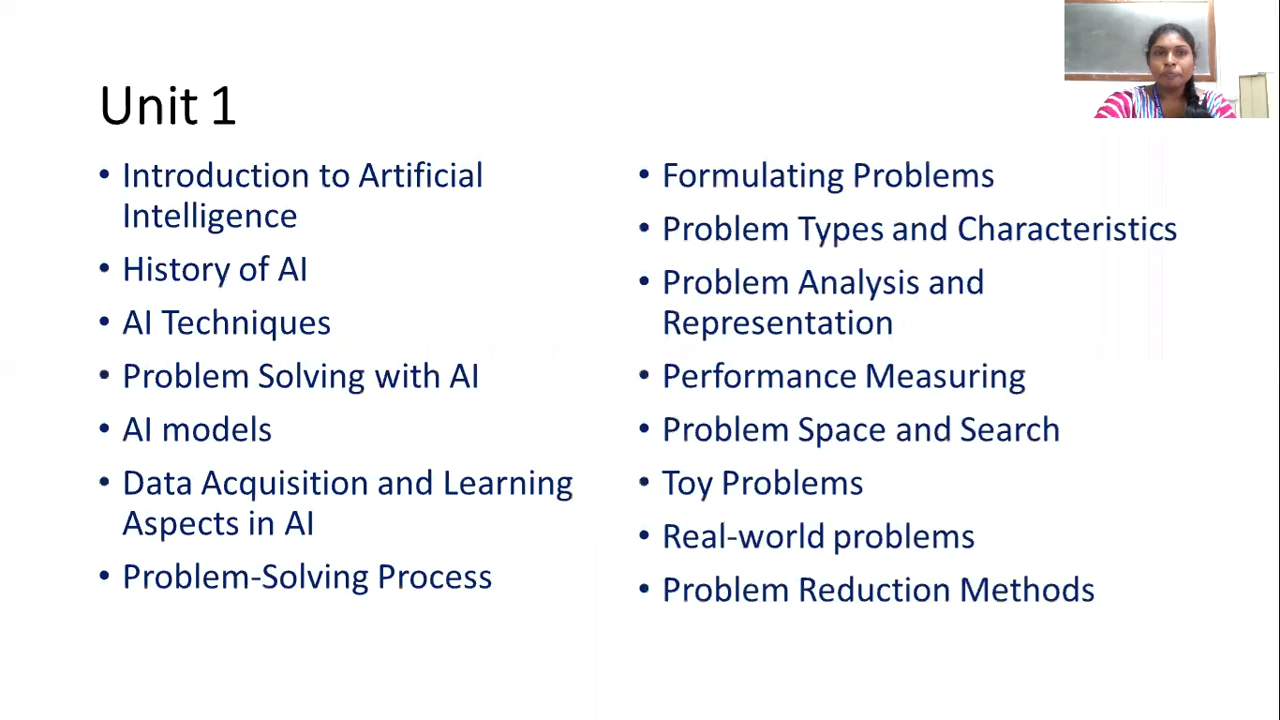 Unit 1
• Introduction to Artificial
Intelligence
• History of AI
• AI Techniques
• Problem Solving with AI
• AI models
• Data Acquisition and Learning
Aspects in AI
• Problem-Solving Process
• Formulating Problems
• Problem Types and Characteristics
• Problem Analysis and
Representation
• Performance Measuring
• Problem Space and Search
• Toy Problems
• Real-world problems
• Problem Reduction Methods